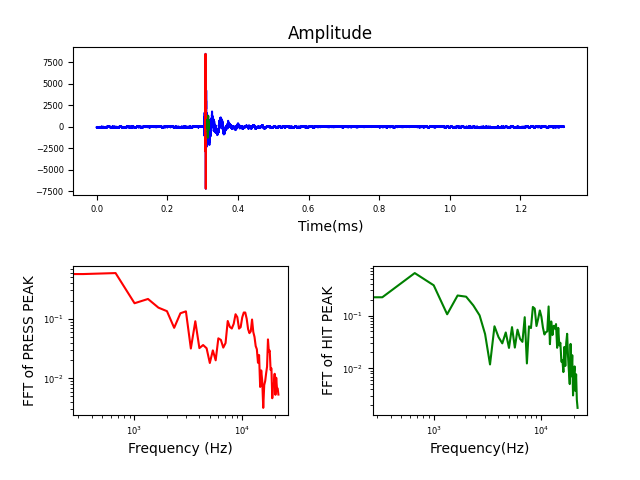 Amplitude
7500
5000
2500
0
−2500
−5000
−7500
0.0 0.2 0.4 0.6 0.8 1.0 1.2
Time(ms)
FFT of PRESS PEAK
10⁻¹
10⁻²
10³ 10⁴
Frequency (Hz)
FFT of HIT PEAK
10⁻¹
10⁻²
10³ 10⁴
Frequency(Hz)